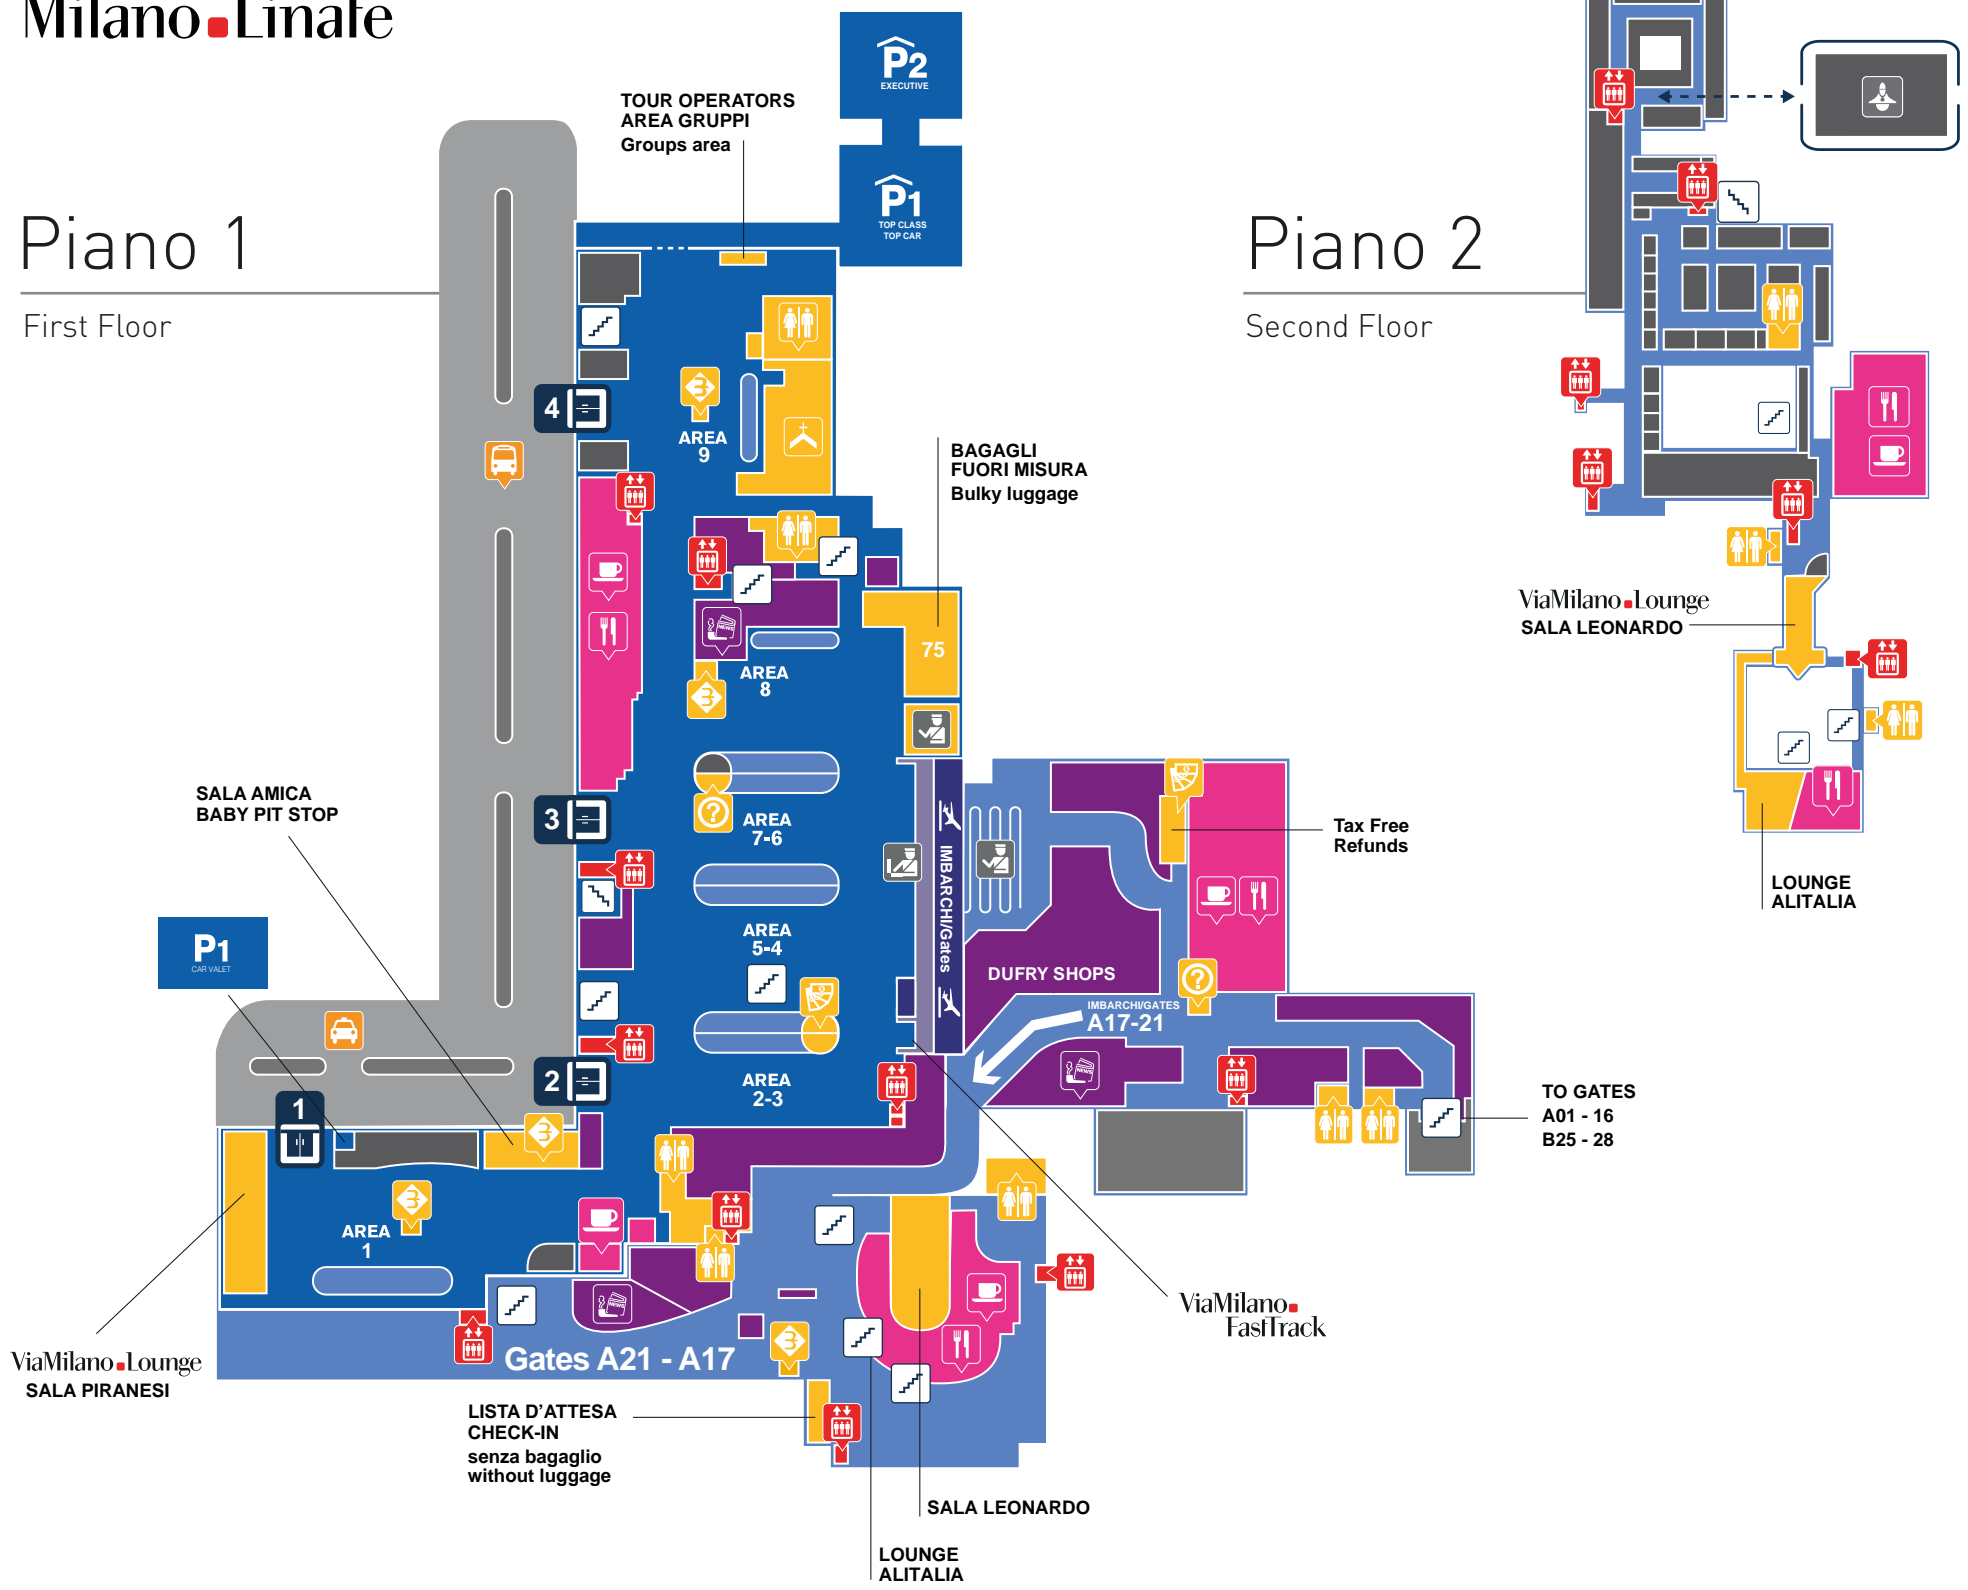 Milano Linate
P2
EXECUTIVE
TOUR OPERATORS
AREA GRUPPI
Groups area
P1
TOP CLASS
TOP CAR
Piano 1
First Floor
Piano 2
Second Floor
4
AREA
9
BAGAGLI
FUORI MISURA
Bulky luggage
NEWS
75
AREA
8
ViaMilano Lounge
SALA LEONARDO
SALA AMICA
BABY PIT STOP
3
?
AREA
7-6
IMBARCHI/Gates
Tax Free
Refunds
LOUNGE
ALITALIA
P1
CAR VALET
AREA
5-4
DUFRY SHOPS
?
IMBARCHI/GATES
A17-21
NEWS
2
AREA
2-3
TO GATES
A01 - 16
B25 - 28
1
AREA
1
NEWS
ViaMilano
FastTrack
Gates A21 - A17
ViaMilano Lounge
SALA PIRANESI
LISTA D’ATTESA
CHECK-IN
senza bagaglio
without luggage
SALA LEONARDO
LOUNGE
ALITALIA